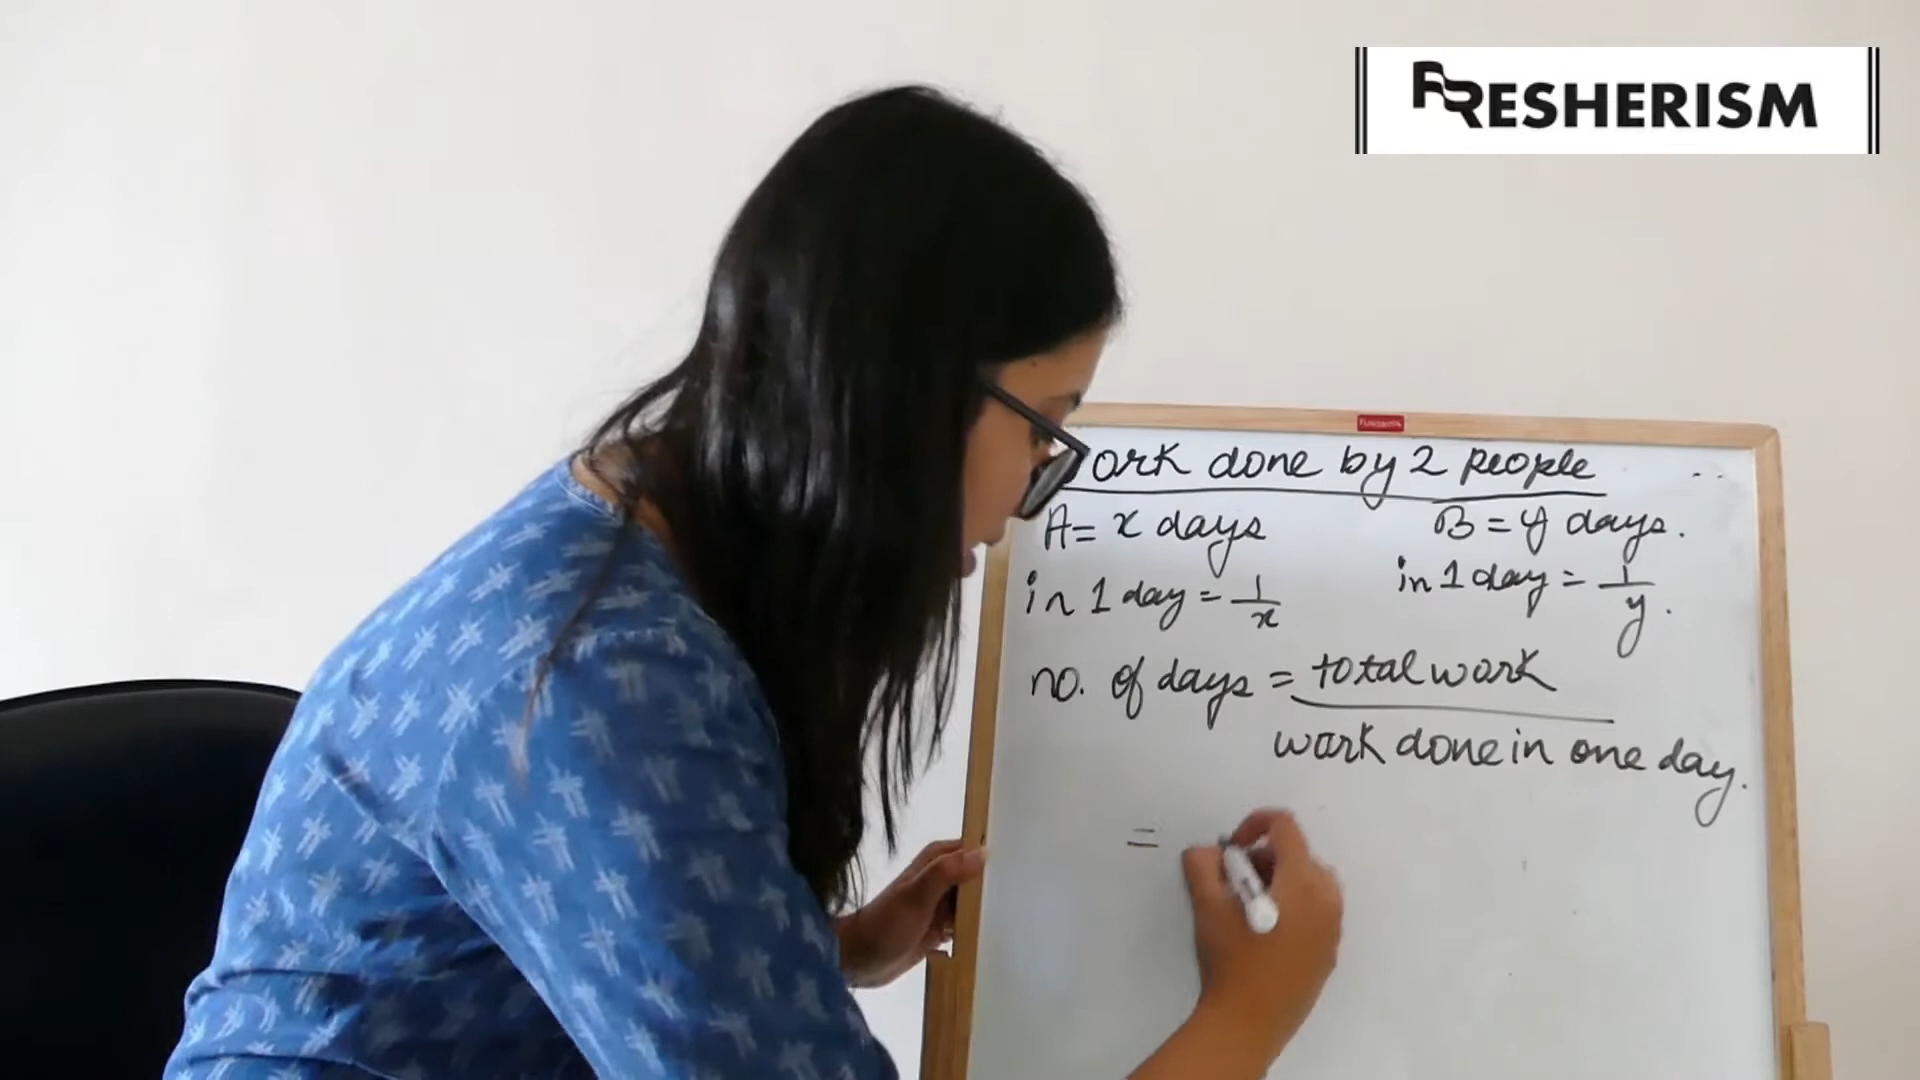 FRESHERISM
ork done by 2 people
A = x days
B = y days.
in 1 day = 1/x
in 1 day = 1/y.
no. of days = total work
work done in one day.
=